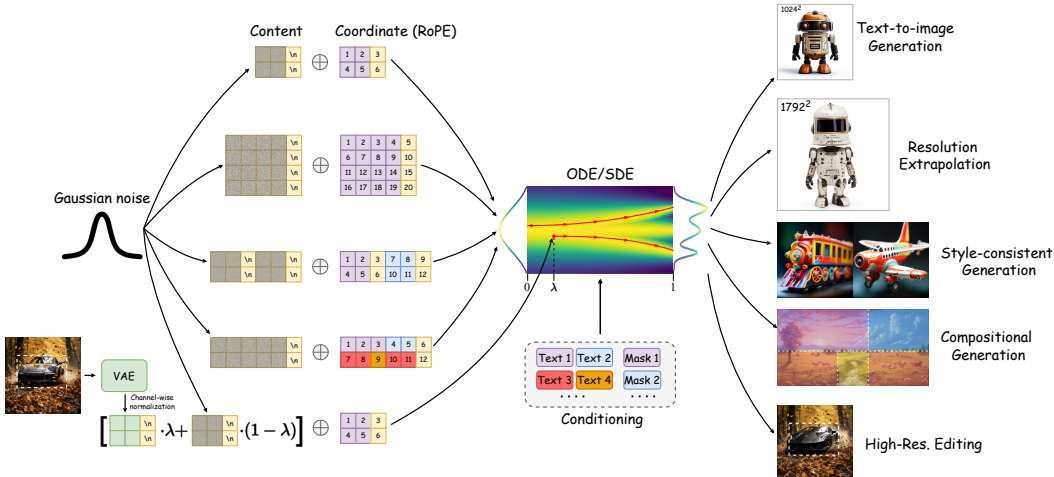 Content
Coordinate (RoPE)
Gaussian noise
\n
\n
⊕
1 2 3
4 5 6
\n
\n
\n
\n
⊕
1 2 3 4 5
6 7 8 9 10
11 12 13 14 15
16 17 18 19 20
\n \n
\n \n
⊕
1 2 3 7 8 9
4 5 6 10 11 12
\n
\n
⊕
1 2 3 4 5 6
7 8 9 10 11 12
VAE
Channel-wise
normalization
[ \n \n ·λ+ \n \n ·(1 − λ) ] ⊕
1 2 3
4 5 6
ODE/SDE
0 λ 1
Text 1 Text 2 Mask 1
Text 3 Text 4 Mask 2
.... .....
Conditioning
1024²
Text-to-image
Generation
1792²
Resolution
Extrapolation
Style-consistent
Generation
Compositional
Generation
High-Res. Editing